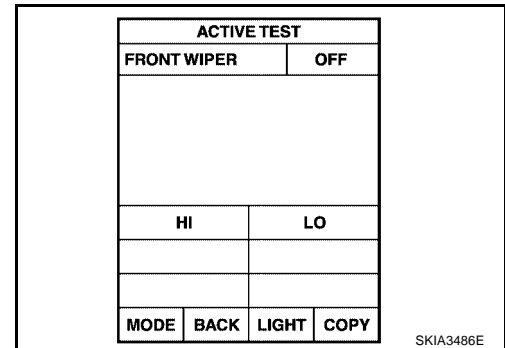 ACTIVE TEST
FRONT WIPER OFF
HI LO
MODE BACK LIGHT COPY
SKIA3486E